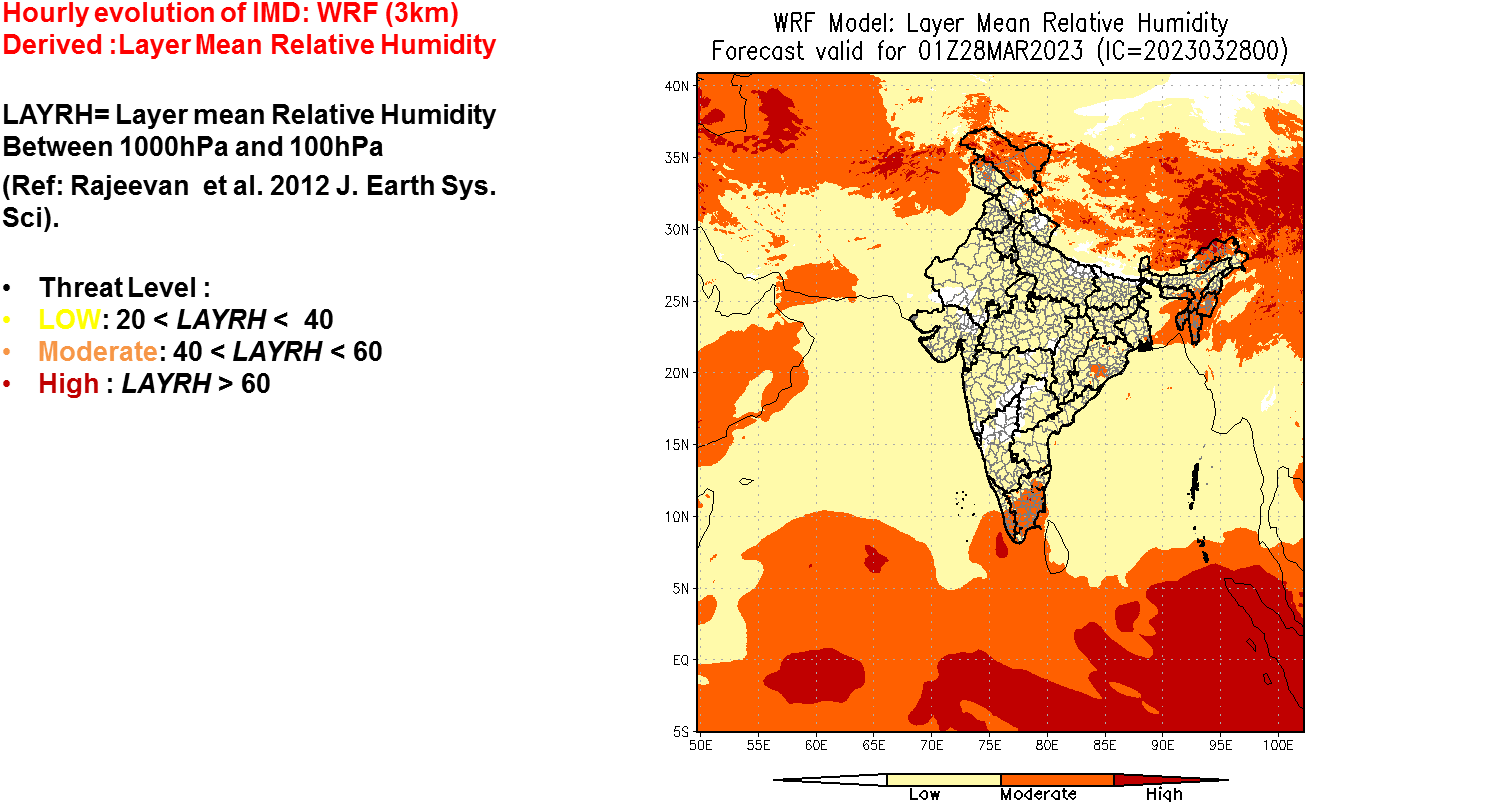 Hourly evolution of IMD: WRF (3km)
Derived :Layer Mean Relative Humidity
LAYRH= Layer mean Relative Humidity
Between 1000hPa and 100hPa
(Ref: Rajeevan et al. 2012 J. Earth Sys.
Sci).
• Threat Level :
• LOW: 20 < LAYRH < 40
• Moderate: 40 < LAYRH < 60
• High : LAYRH > 60
WRF Model: Layer Mean Relative Humidity
Forecast valid for 01Z28MAR2023 (IC=2023032800)
40N
35N
30N
25N
20N
15N
10N
5N
EQ
5S
50E 55E 60E 65E 70E 75E 80E 85E 90E 95E 100E
Low Moderate High